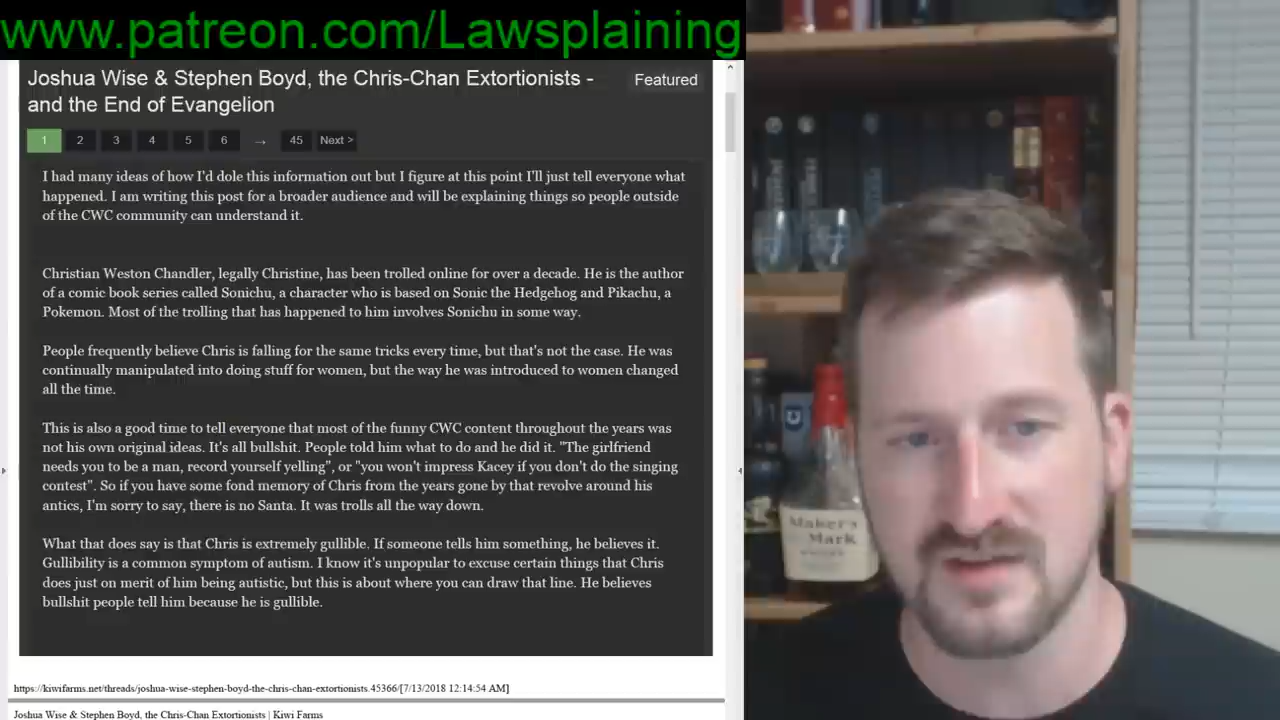 www.patreon.com/Lawsplaining
Joshua Wise & Stephen Boyd, the Chris-Chan Extortionists -
and the End of Evangelion
Featured
1 2 3 4 5 6 → 45 Next >
I had many ideas of how I'd dole this information out but I figure at this point I'll just tell everyone what
happened. I am writing this post for a broader audience and will be explaining things so people outside
of the CWC community can understand it.
Christian Weston Chandler, legally Christine, has been trolled online for over a decade. He is the author
of a comic book series called Sonichu, a character who is based on Sonic the Hedgehog and Pikachu, a
Pokemon. Most of the trolling that has happened to him involves Sonichu in some way.
People frequently believe Chris is falling for the same tricks every time, but that's not the case. He was
continually manipulated into doing stuff for women, but the way he was introduced to women changed
all the time.
This is also a good time to tell everyone that most of the funny CWC content throughout the years was
not his own original ideas. It's all bullshit. People told him what to do and he did it. "The girlfriend
needs you to be a man, record yourself yelling", or "you won't impress Kacey if you don't do the singing
contest". So if you have some fond memory of Chris from the years gone by that revolve around his
antics, I'm sorry to say, there is no Santa. It was trolls all the way down.
What that does say is that Chris is extremely gullible. If someone tells him something, he believes it.
Gullibility is a common symptom of autism. I know it's unpopular to excuse certain things that Chris
does just on merit of him being autistic, but this is about where you can draw that line. He believes
bullshit people tell him because he is gullible.
https://kiwifarms.net/threads/joshua-wise-stephen-boyd-the-chris-chan-extortionists.45366/[7/13/2018 12:14:54 AM]
Joshua Wise & Stephen Boyd, the Chris-Chan Extortionists | Kiwi Farms
Maker's
Mark